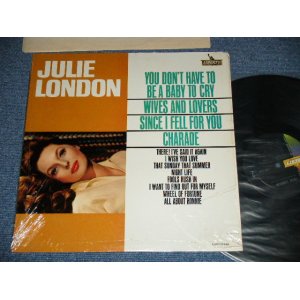 JULIE
LONDON
LIBERTY
YOU DON'T HAVE TO
BE A BABY TO CRY
WIVES AND LOVERS
SINCE I FELL FOR YOU
CHARADE
THERE! I'VE SAID IT AGAIN
I WISH YOU LOVE
THAT SUNDAY THAT SUMMER
NIGHT LIFE
FOOLS RUSH IN
I WANT TO FIND OUT FOR MYSELF
WHEEL OF FORTUNE
ALL ABOUT RONNIE